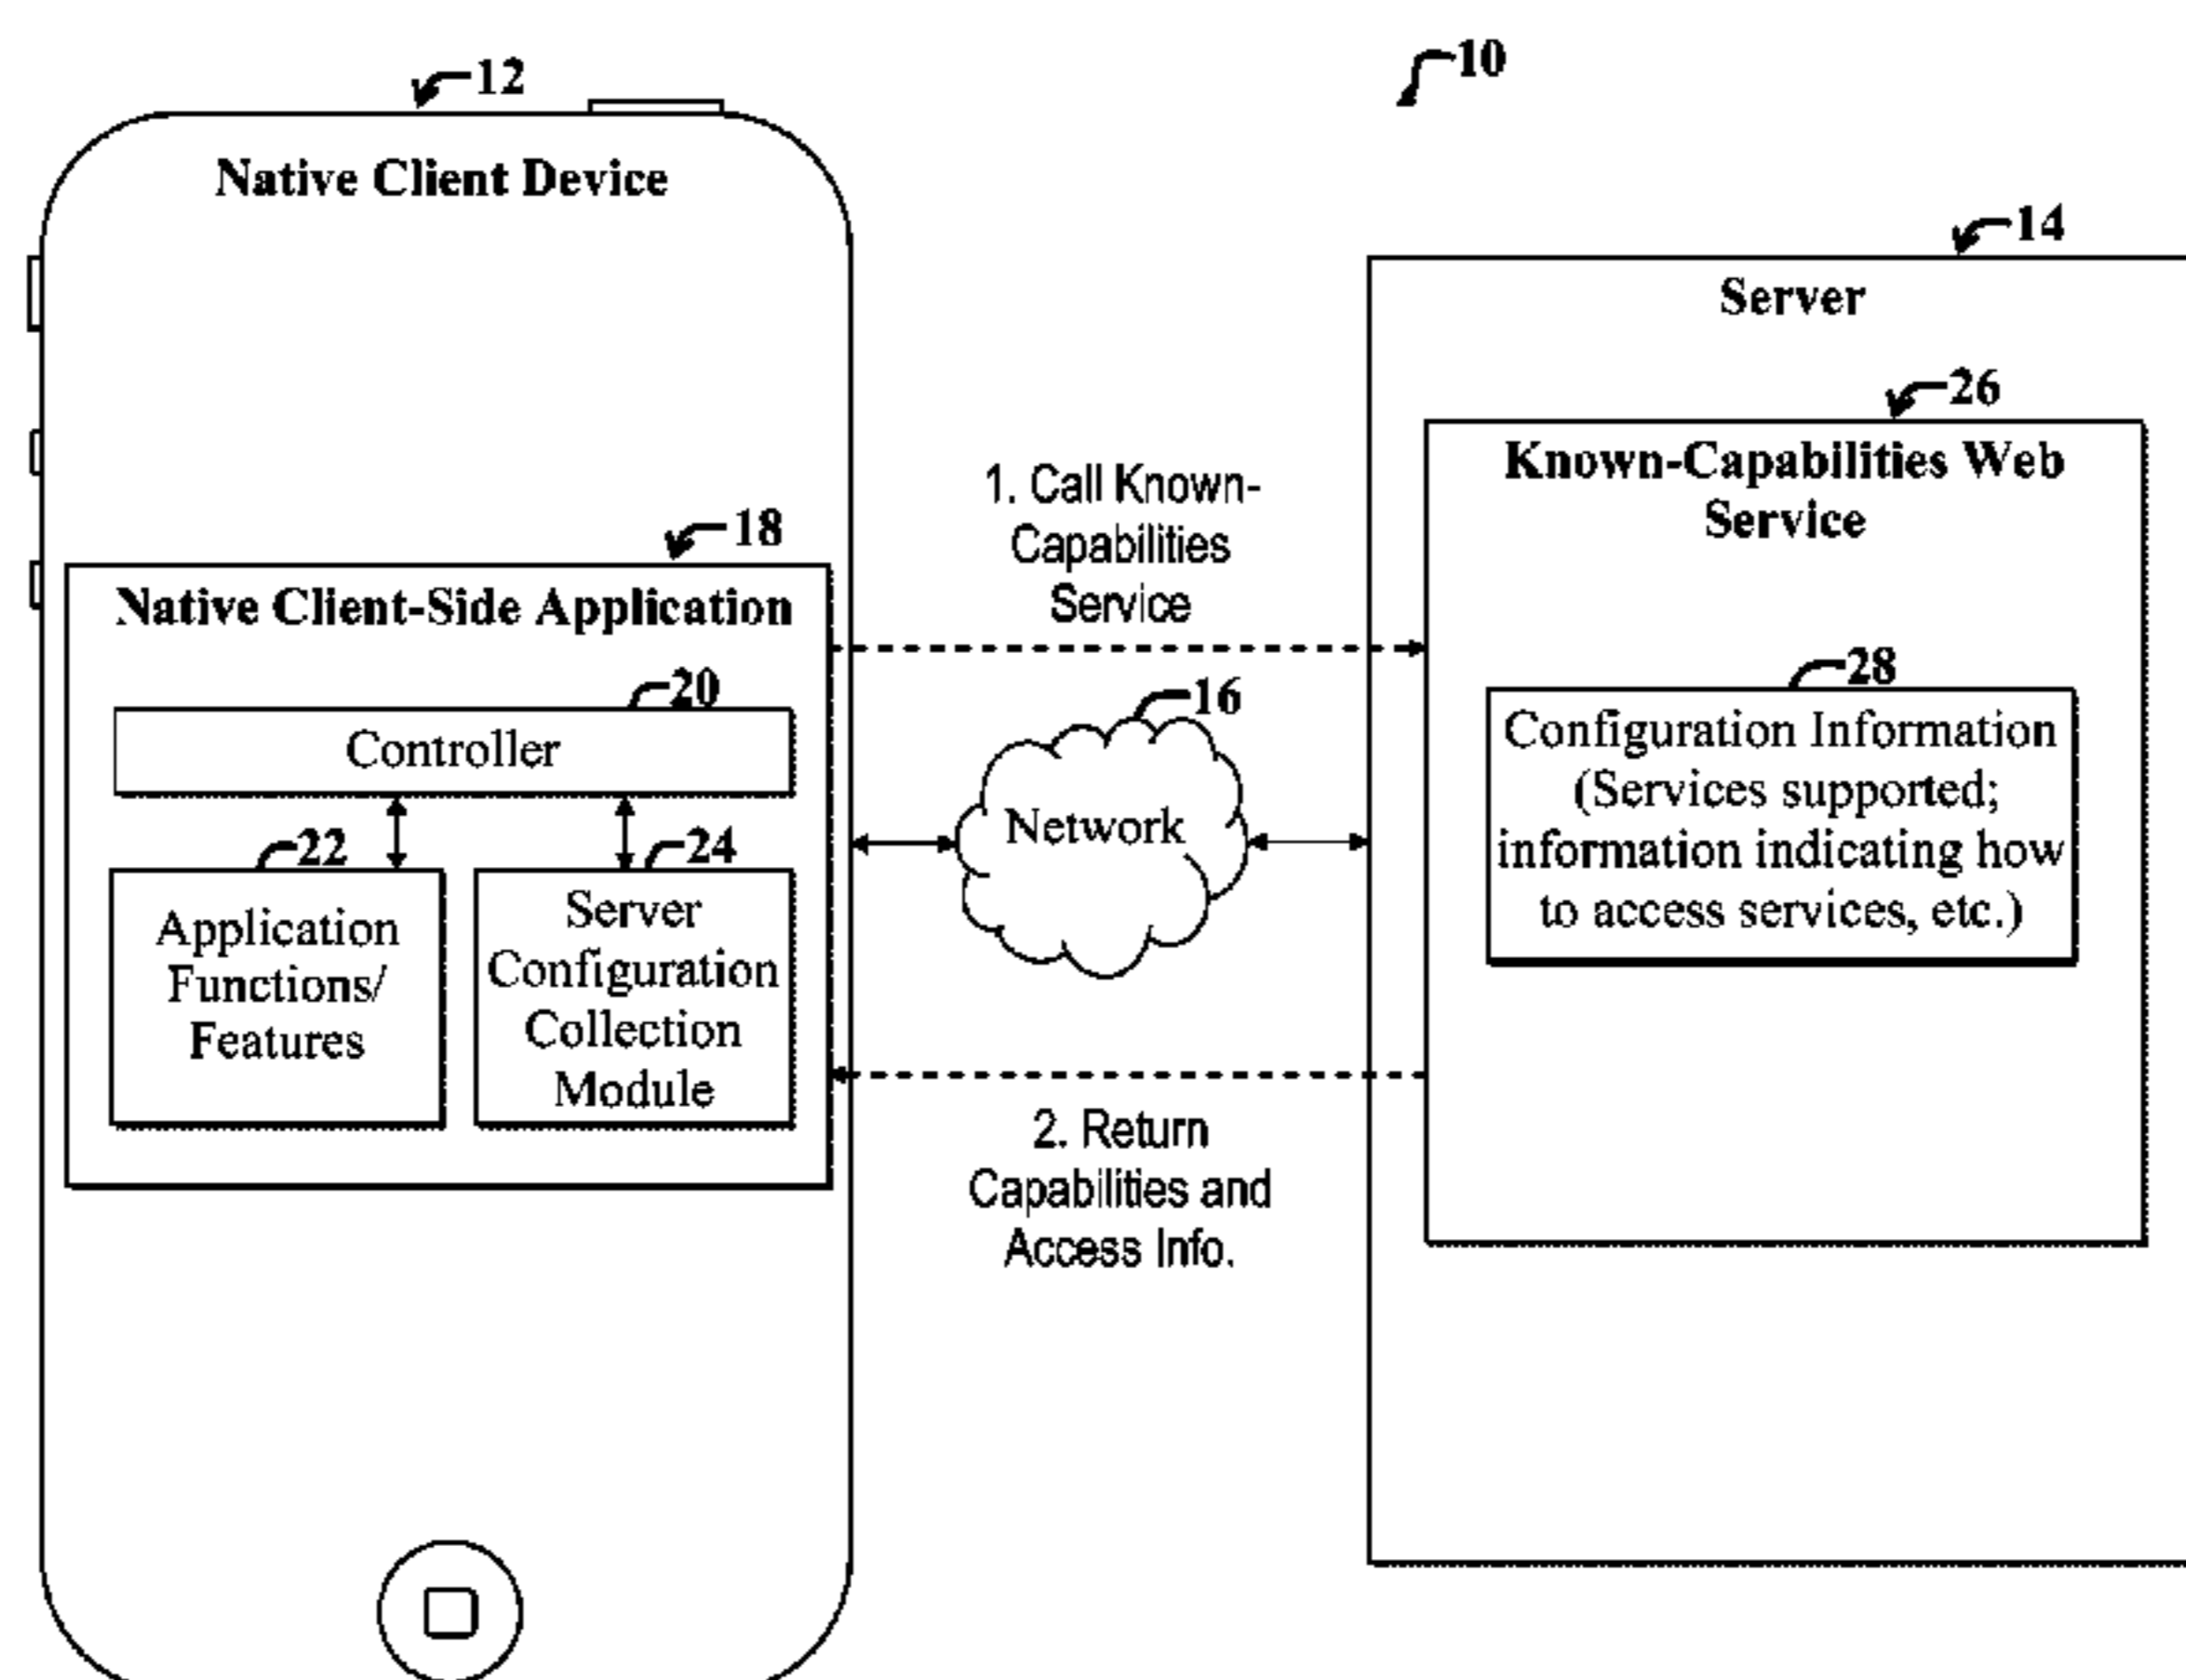 10
12
Native Client Device
18
Native Client-Side Application
20
Controller
22
Application
Functions/
Features
24
Server
Configuration
Collection
Module
1. Call Known-
Capabilities
Service
16
Network
2. Return
Capabilities and
Access Info.
14
Server
26
Known-Capabilities Web
Service
28
Configuration Information
(Services supported;
information indicating how
to access services, etc.)